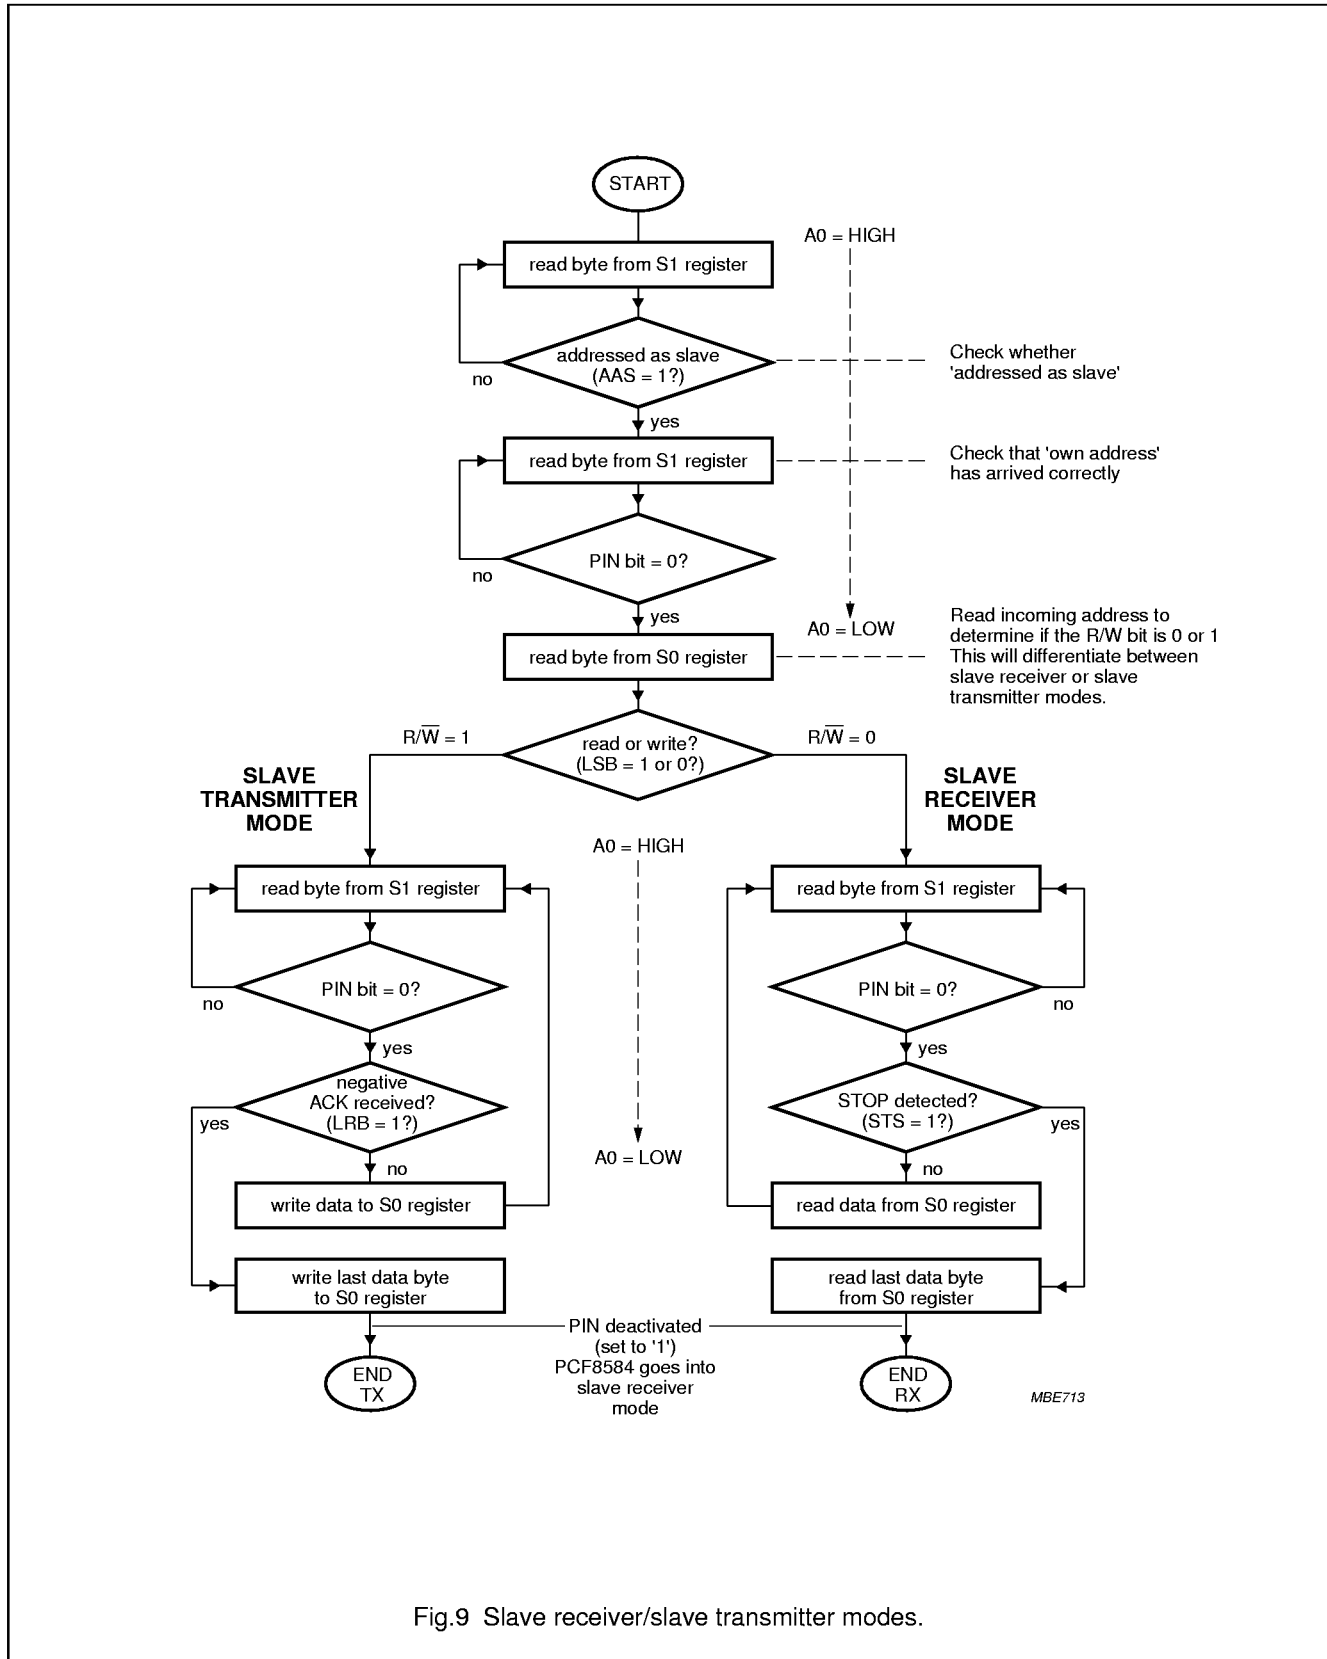 START
A0 = HIGH
read byte from S1 register
addressed as slave
(AAS = 1?)
no
yes
Check whether
'addressed as slave'
read byte from S1 register
Check that 'own address'
has arrived correctly
PIN bit = 0?
no
yes
A0 = LOW
read byte from S0 register
Read incoming address to
determine if the R/W bit is 0 or 1
This will differentiate between
slave receiver or slave
transmitter modes.
R/W̅ = 1
read or write?
(LSB = 1 or 0?)
R/W̅ = 0
SLAVE
TRANSMITTER
MODE
SLAVE
RECEIVER
MODE
A0 = HIGH
read byte from S1 register
PIN bit = 0?
no
yes
negative
ACK received?
(LRB = 1?)
yes
no
write data to S0 register
write last data byte
to S0 register
A0 = LOW
read byte from S1 register
PIN bit = 0?
no
yes
STOP detected?
(STS = 1?)
yes
no
read data from S0 register
read last data byte
from S0 register
PIN deactivated
(set to '1')
PCF8584 goes into
slave receiver
mode
END
TX
END
RX
MBE713
Fig.9 Slave receiver/slave transmitter modes.